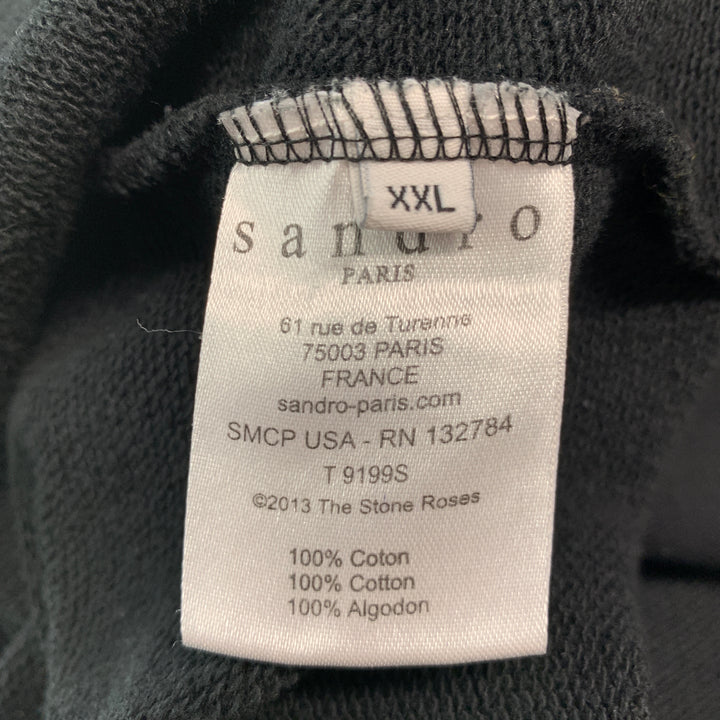 XXL
sandro
PARIS
61 rue de Turenne
75003 PARIS
FRANCE
sandro-paris.com
SMCP USA - RN 132784
T 9199S
©2013 The Stone Roses
100% Coton
100% Cotton
100% Algodon